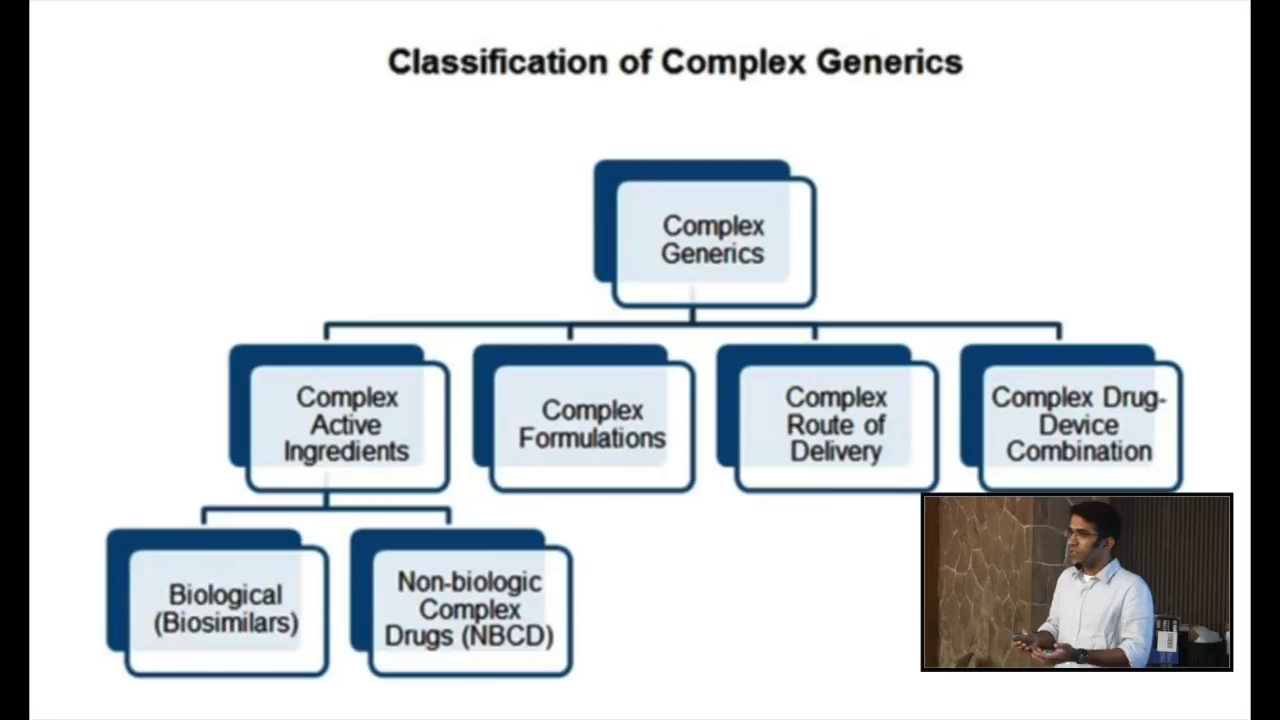 Classification of Complex Generics
Complex
Generics
Complex
Active
Ingredients
Complex
Formulations
Complex
Route of
Delivery
Complex Drug-
Device
Combination
Biological
(Biosimilars)
Non-biologic
Complex
Drugs (NBCD)